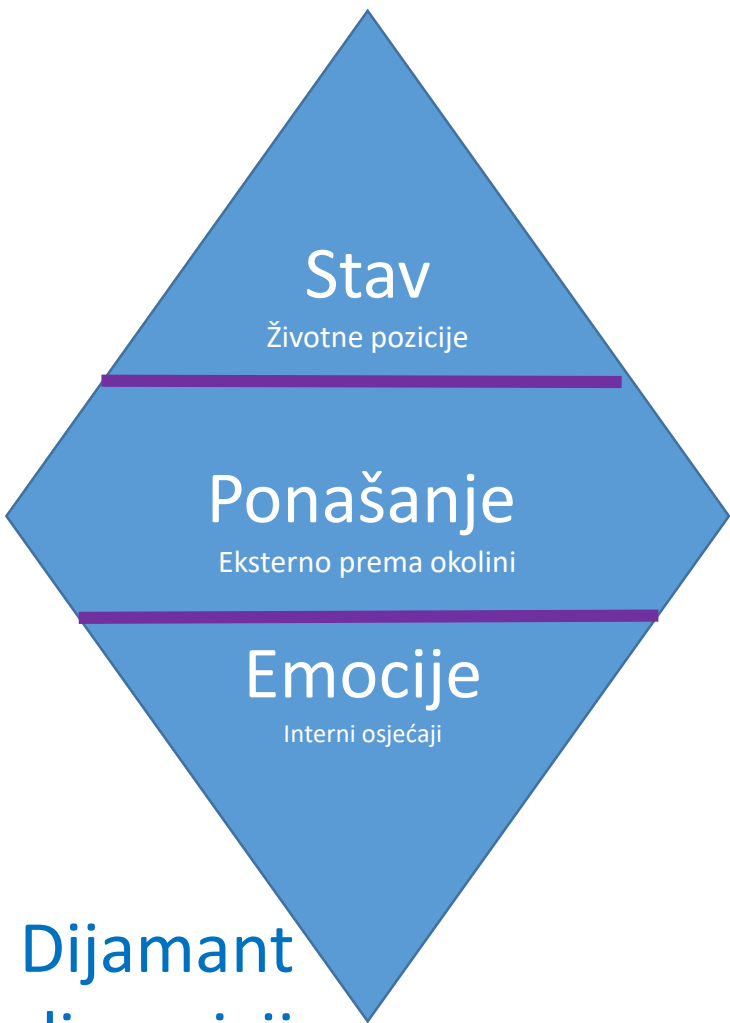 Stav
Životne pozicije
Ponašanje
Eksterno prema okolini
Emocije
Interni osjećaji
Dijamant